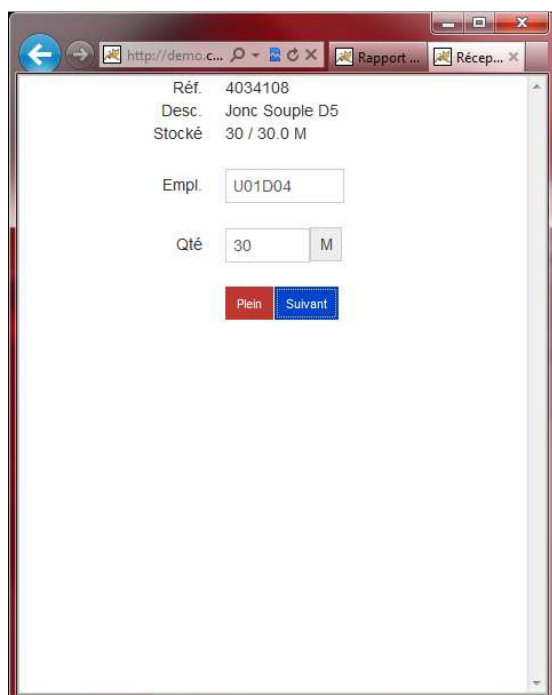 http://demo.c... Rapport ... Récep...
Réf. 4034108
Desc. Jonc Souple D5
Stocké 30 / 30.0 M
Empl. U01D04
Qté 30 M
Plein Suivant